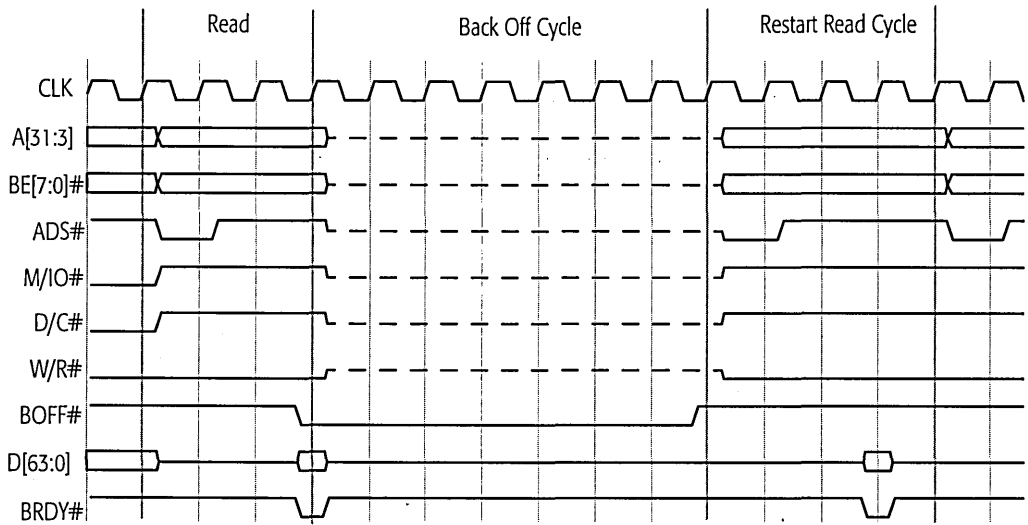 Read
Back Off Cycle
Restart Read Cycle
CLK
A[31:3]
BE[7:0]#
ADS#
M/IO#
D/C#
W/R#
BOFF#
D[63:0]
BRDY#